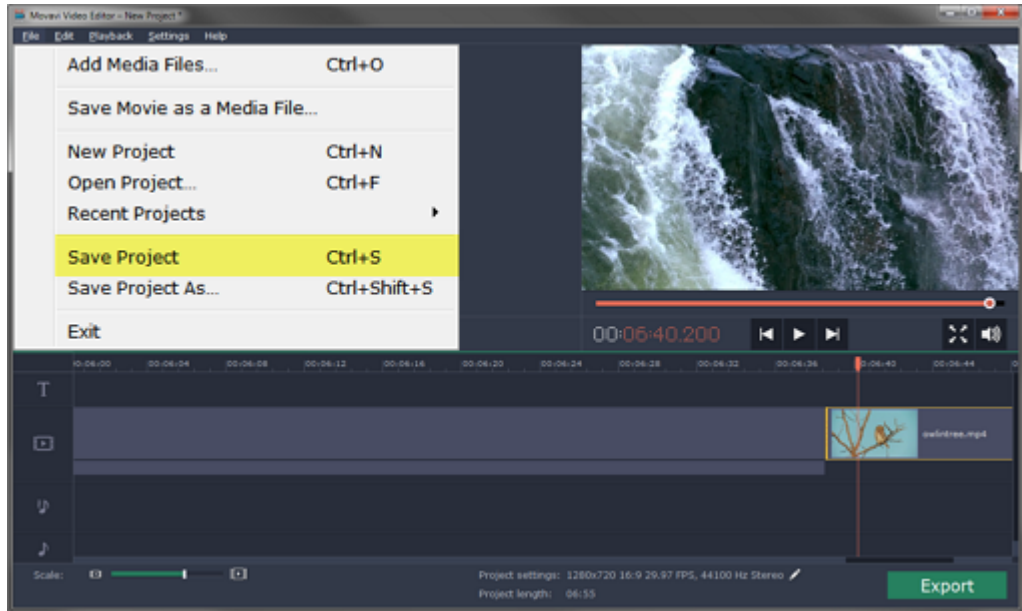 Movavi Video Editor - New Project *
File Edit Playback Settings Help
Add Media Files... Ctrl+O
Save Movie as a Media File...
New Project Ctrl+N
Open Project... Ctrl+F
Recent Projects
Save Project Ctrl+S
Save Project As... Ctrl+Shift+S
Exit
00:06:40.200
00:06:04 00:06:08 00:06:12 00:06:16 00:06:20 00:06:24 00:06:28 00:06:32 00:06:36 00:06:40 00:06:44
T
owlintree.mp4
Scale:
Project settings: 1280x720 16:9 29.97 FPS, 44100 Hz Stereo
Project length: 06:55
Export